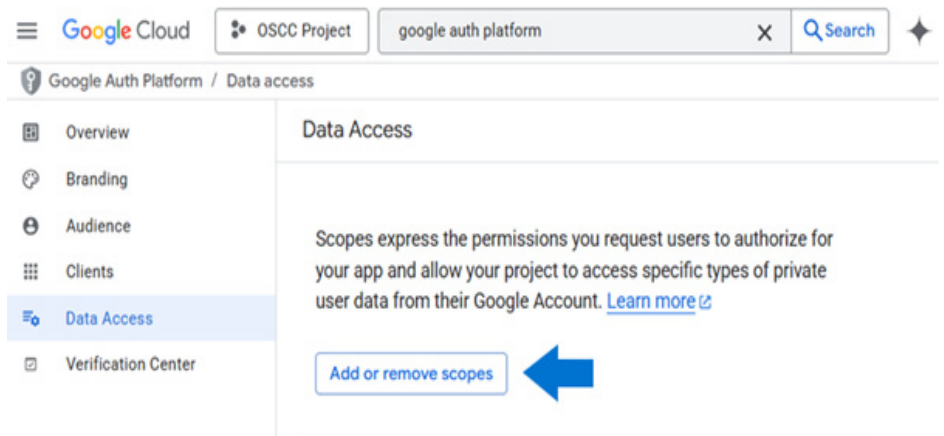 Google Cloud
OSCC Project
google auth platform
Search
Google Auth Platform / Data access
Overview
Branding
Audience
Clients
Data Access
Verification Center
Data Access
Scopes express the permissions you request users to authorize for
your app and allow your project to access specific types of private
user data from their Google Account. Learn more
Add or remove scopes